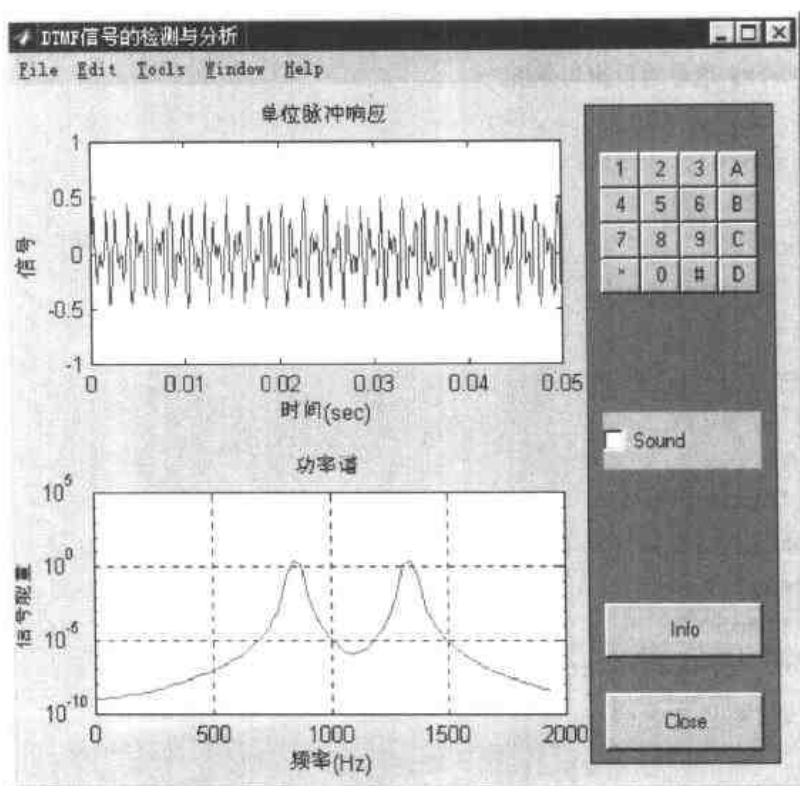 DTMF信号的检测与分析
File Edit Tools Window Help
单位脉冲响应
1
0.5
0
-0.5
-1
信号
0 0.01 0.02 0.03 0.04 0.05
时间(sec)
功率谱
10^5
10^0
10^-5
10^-10
信号能量
0 500 1000 1500 2000
频率(Hz)
1 2 3 A
4 5 6 B
7 8 9 C
* 0 # D
Sound
Info
Close